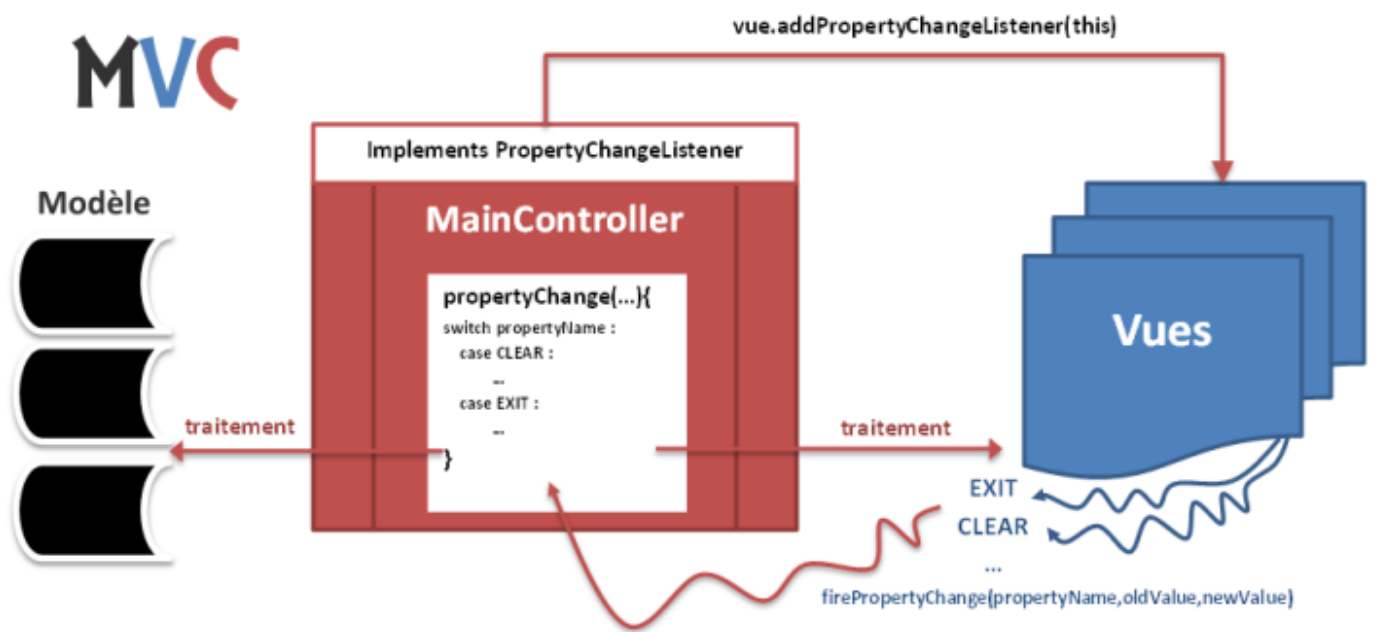 vue.addPropertyChangeListener(this)
MVC
Implements PropertyChangeListener
Modèle
MainController
propertyChange(...){
switch propertyName :
case CLEAR :
...
case EXIT :
...
}
traitement
traitement
Vues
EXIT
CLEAR
...
firePropertyChange(propertyName,oldValue,newValue)